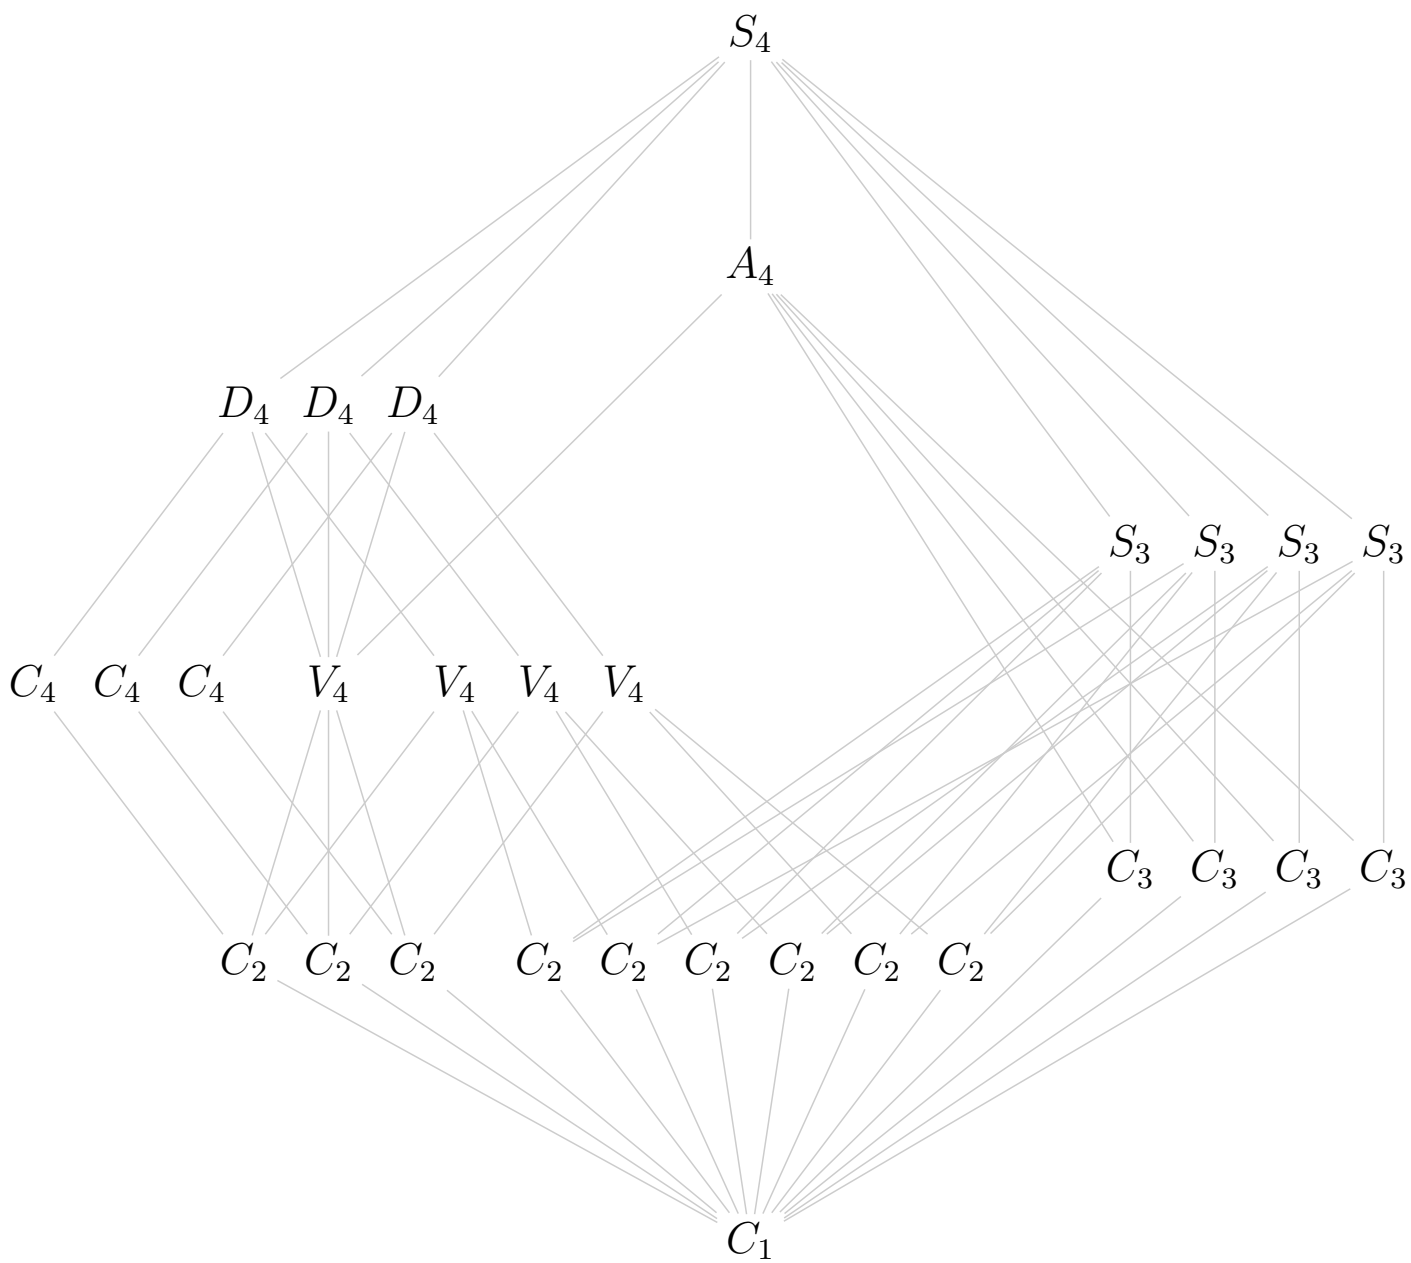 S₄
A₄
D₄ D₄ D₄
S₃ S₃ S₃ S₃
C₄ C₄ C₄ V₄ V₄ V₄ V₄
C₃ C₃ C₃ C₃
C₂ C₂ C₂ C₂ C₂ C₂ C₂ C₂ C₂
C₁